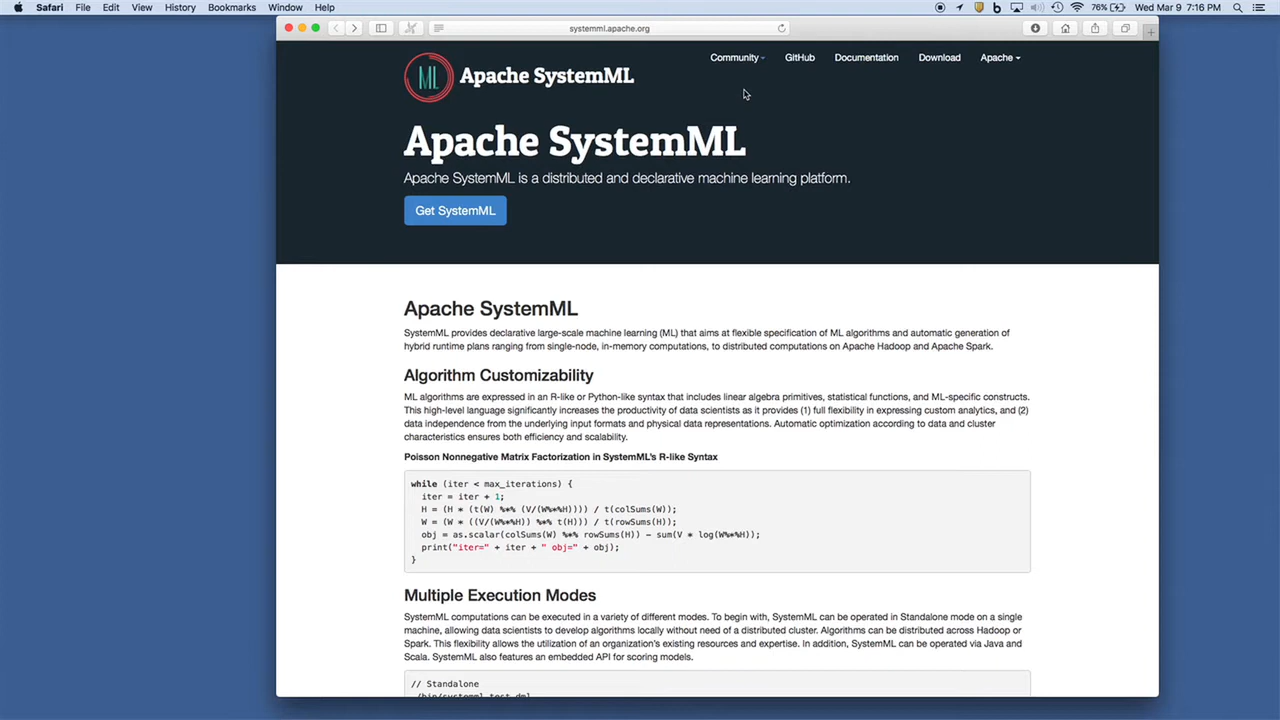 Safari File Edit View History Bookmarks Window Help
76% Wed Mar 9 7:16 PM
systemml.apache.org
ML Apache SystemML
Community GitHub Documentation Download Apache
Apache SystemML
Apache SystemML is a distributed and declarative machine learning platform.
Get SystemML
Apache SystemML
SystemML provides declarative large-scale machine learning (ML) that aims at flexible specification of ML algorithms and automatic generation of
hybrid runtime plans ranging from single-node, in-memory computations, to distributed computations on Apache Hadoop and Apache Spark.
Algorithm Customizability
ML algorithms are expressed in an R-like or Python-like syntax that includes linear algebra primitives, statistical functions, and ML-specific constructs.
This high-level language significantly increases the productivity of data scientists as it provides (1) full flexibility in expressing custom analytics, and (2)
data independence from the underlying input formats and physical data representations. Automatic optimization according to data and cluster
characteristics ensures both efficiency and scalability.
Poisson Nonnegative Matrix Factorization in SystemML's R-like Syntax
while (iter < max_iterations) {
iter = iter + 1;
H = (H * (t(W) %*% (V/(W%*%H)))) / t(colSums(W));
W = (W * ((V/(W%*%H)) %*% t(H))) / t(rowSums(H));
obj = as.scalar(colSums(W) %*% rowSums(H)) - sum(V * log(W%*%H));
print("iter=" + iter + " obj=" + obj);
}
Multiple Execution Modes
SystemML computations can be executed in a variety of different modes. To begin with, SystemML can be operated in Standalone mode on a single
machine, allowing data scientists to develop algorithms locally without need of a distributed cluster. Algorithms can be distributed across Hadoop or
Spark. This flexibility allows the utilization of an organization's existing resources and expertise. In addition, SystemML can be operated via Java and
Scala. SystemML also features an embedded API for scoring models.
// Standalone